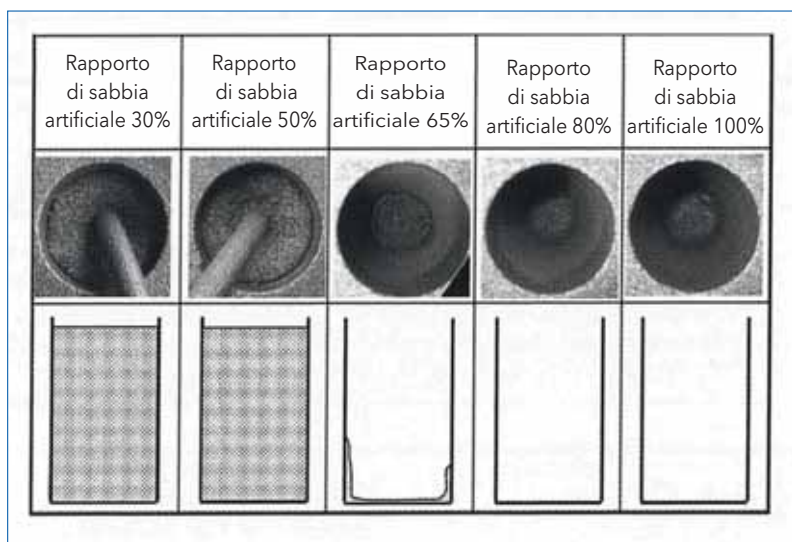 Rapporto
di sabbia
artificiale 30%
Rapporto
di sabbia
artificiale 50%
Rapporto
di sabbia
artificiale 65%
Rapporto
di sabbia
artificiale 80%
Rapporto
di sabbia
artificiale 100%